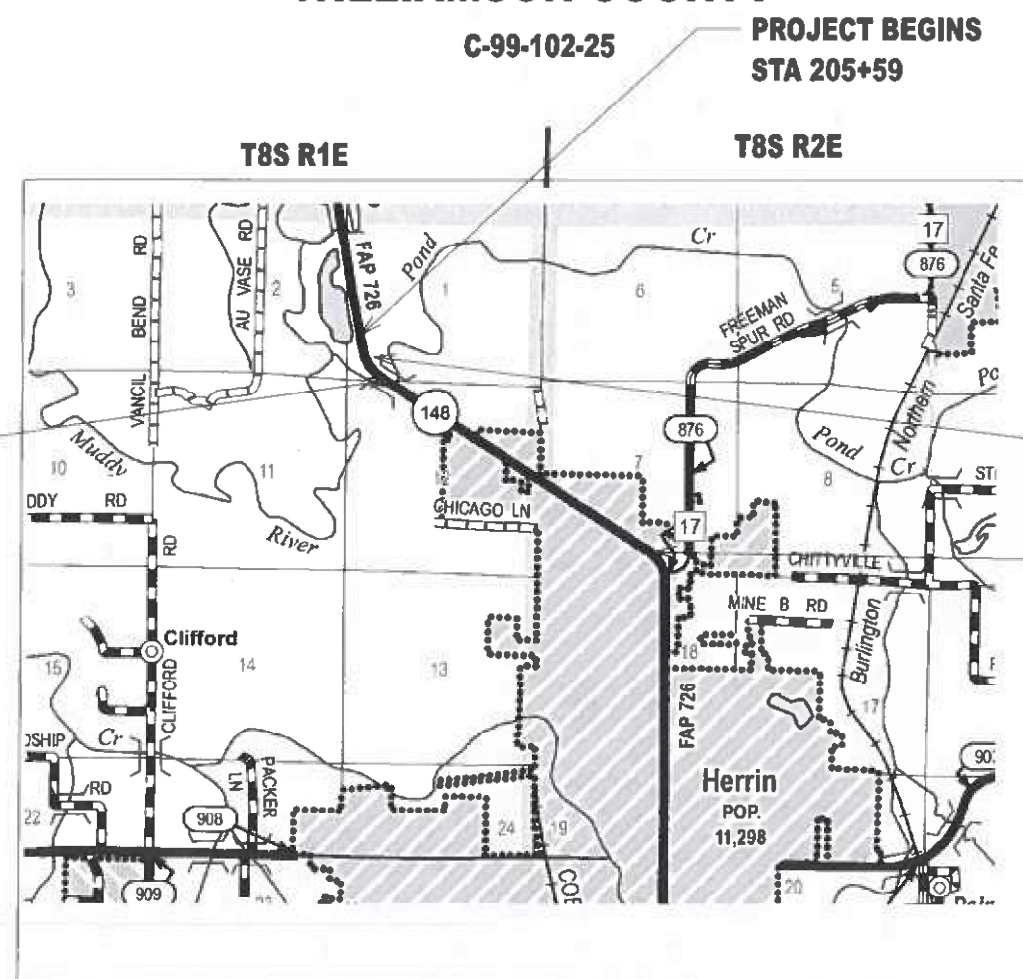 C-99-102-25
PROJECT BEGINS
STA 205+59
T8S R1E
T8S R2E
3
VANCIL BEND RD
2
AU VASE RD
FAP 726
Pond
1
Cr
6
5
FREEMAN
SPUR RD
17
876
Santa Fe
148
876
Northern
Pond
Cr
Muddy
River
10
11
7
8
DDY RD
RD
CHICAGO LN
17
CHITTYVILLE
MINE B RD
Burlington
Clifford
CLIFFORD
15
14
13
18
17
FAP 726
Cr
RD
22
PACKER
LN
908
909
24
19
20
Herrin
POP.
11,298